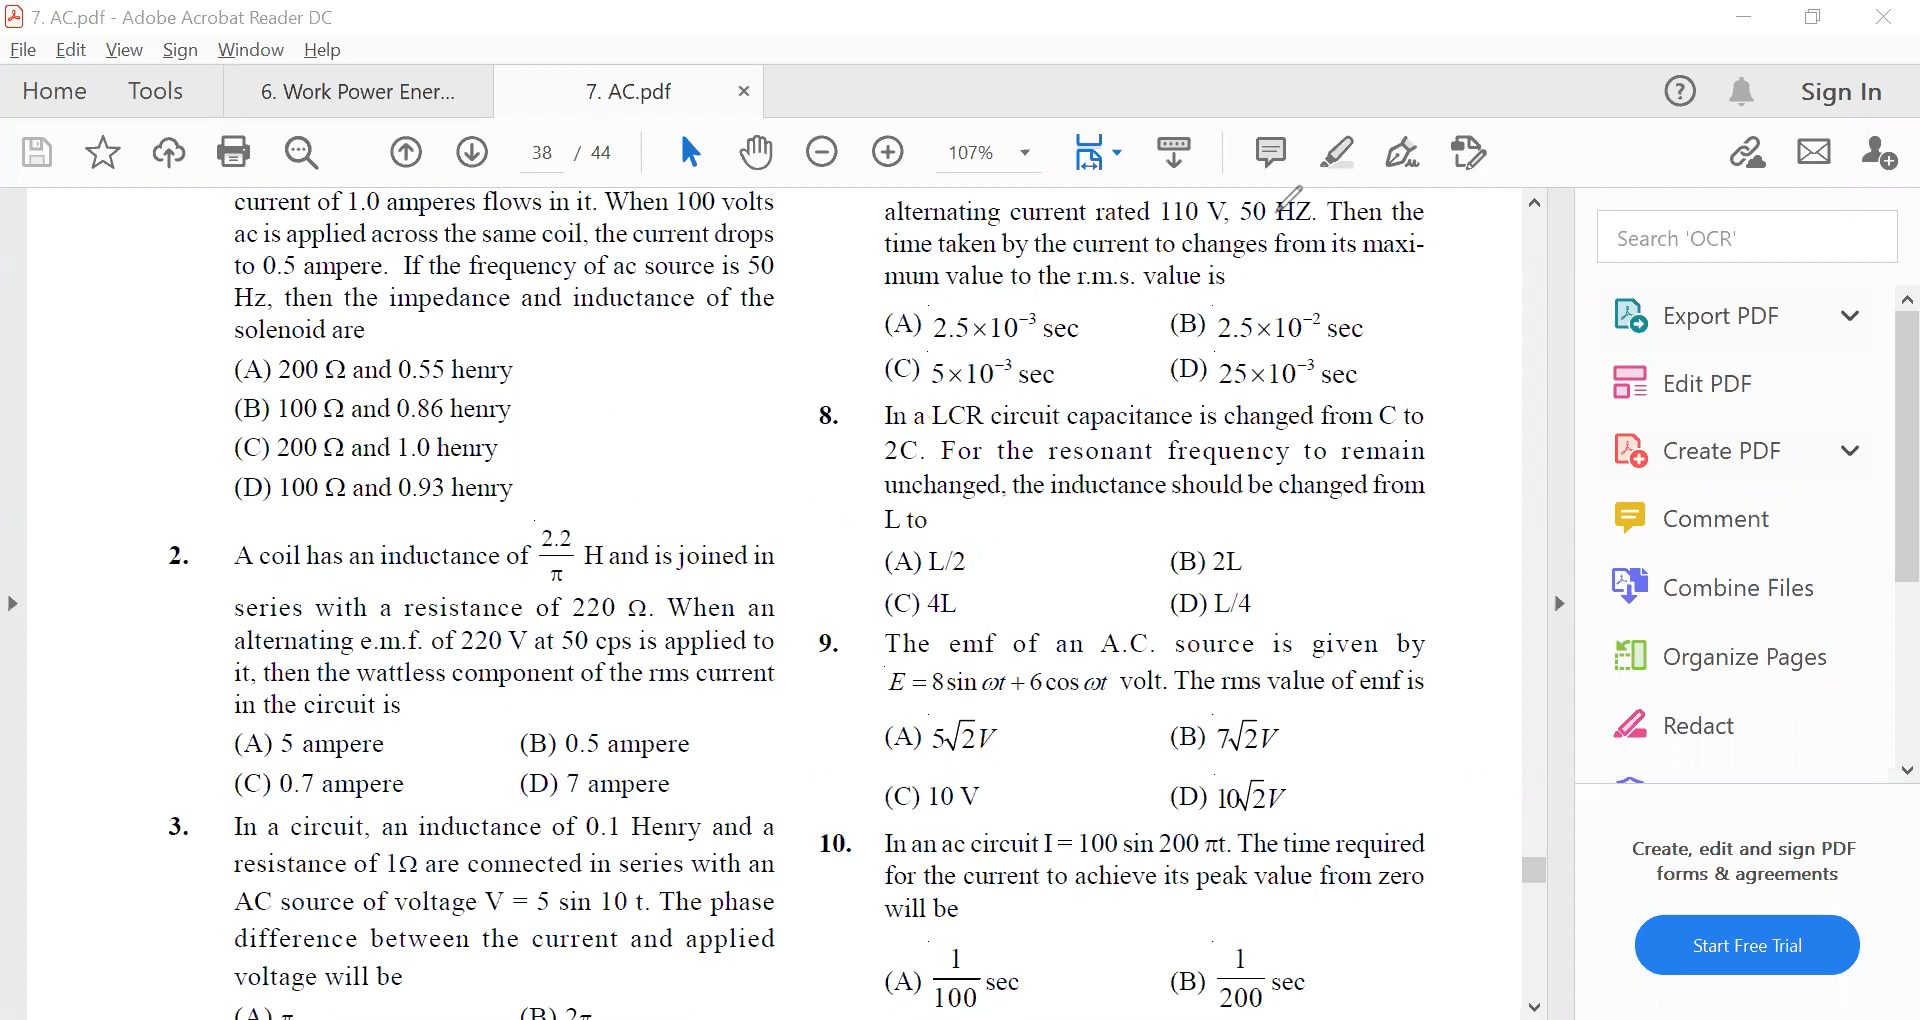 7. AC.pdf - Adobe Acrobat Reader DC
File Edit View Sign Window Help
Home Tools 6. Work Power Ener... 7. AC.pdf × Sign In
38 / 44 107%
current of 1.0 amperes flows in it. When 100 volts
ac is applied across the same coil, the current drops
to 0.5 ampere. If the frequency of ac source is 50
Hz, then the impedance and inductance of the
solenoid are
(A) 200 Ω and 0.55 henry
(B) 100 Ω and 0.86 henry
(C) 200 Ω and 1.0 henry
(D) 100 Ω and 0.93 henry
2. A coil has an inductance of 2.2/π H and is joined in
series with a resistance of 220 Ω. When an
alternating e.m.f. of 220 V at 50 cps is applied to
it, then the wattless component of the rms current
in the circuit is
(A) 5 ampere (B) 0.5 ampere
(C) 0.7 ampere (D) 7 ampere
3. In a circuit, an inductance of 0.1 Henry and a
resistance of 1Ω are connected in series with an
AC source of voltage V = 5 sin 10 t. The phase
difference between the current and applied
voltage will be
(A) π (B) 2π
alternating current rated 110 V, 50 HZ. Then the
time taken by the current to changes from its maxi-
mum value to the r.m.s. value is
(A) 2.5×10⁻³ sec (B) 2.5×10⁻² sec
(C) 5×10⁻³ sec (D) 25×10⁻³ sec
8. In a LCR circuit capacitance is changed from C to
2C. For the resonant frequency to remain
unchanged, the inductance should be changed from
L to
(A) L/2 (B) 2L
(C) 4L (D) L/4
9. The emf of an A.C. source is given by
E = 8 sin ωt + 6 cos ωt volt. The rms value of emf is
(A) 5√2V (B) 7√2V
(C) 10 V (D) 10√2V
10. In an ac circuit I = 100 sin 200 πt. The time required
for the current to achieve its peak value from zero
will be
(A) 1/100 sec (B) 1/200 sec
Search 'OCR'
Export PDF
Edit PDF
Create PDF
Comment
Combine Files
Organize Pages
Redact
Create, edit and sign PDF
forms & agreements
Start Free Trial